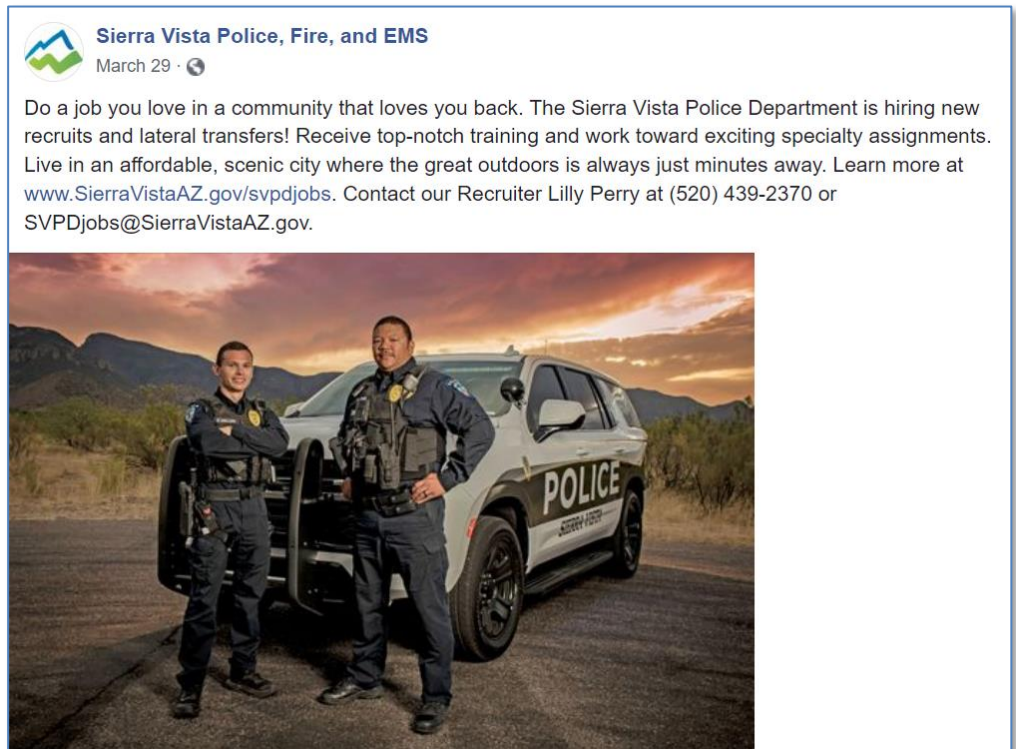 Sierra Vista Police, Fire, and EMS
March 29 ·
Do a job you love in a community that loves you back. The Sierra Vista Police Department is hiring new
recruits and lateral transfers! Receive top-notch training and work toward exciting specialty assignments.
Live in an affordable, scenic city where the great outdoors is always just minutes away. Learn more at
www.SierraVistaAZ.gov/svpdjobs. Contact our Recruiter Lilly Perry at (520) 439-2370 or
SVPDjobs@SierraVistaAZ.gov.
POLICE
SIERRA VISTA